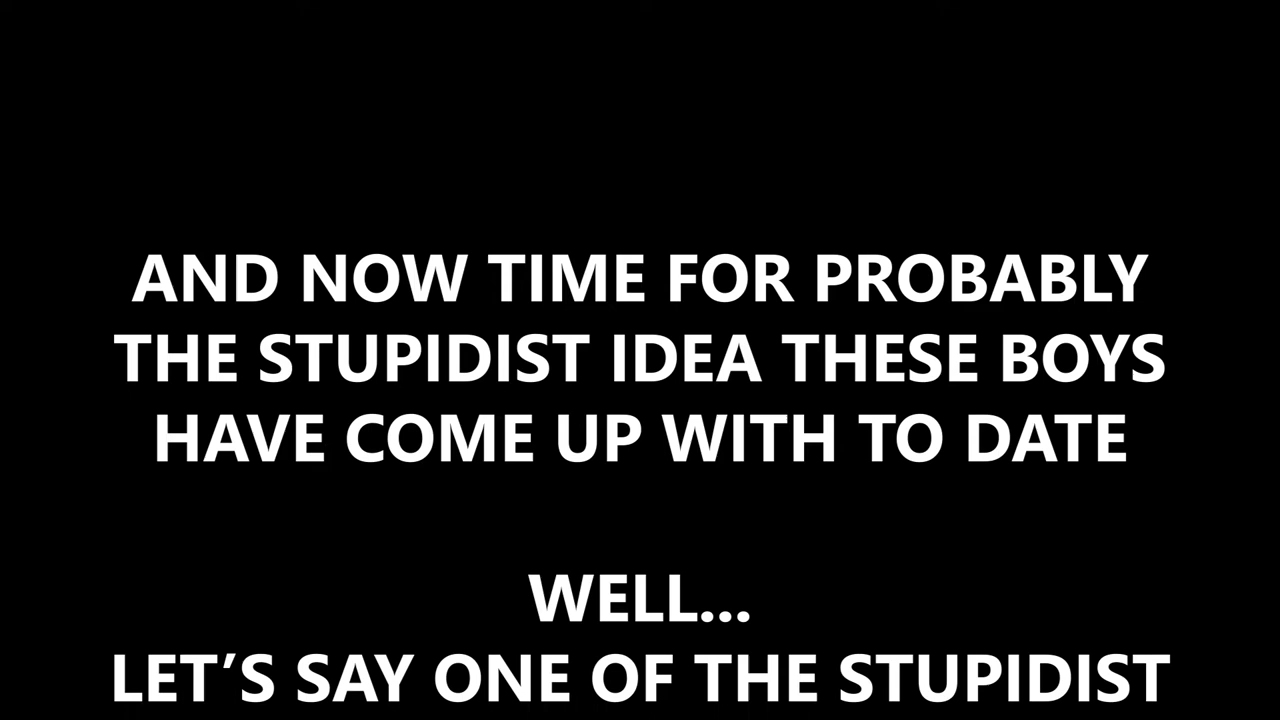 AND NOW TIME FOR PROBABLY
THE STUPIDIST IDEA THESE BOYS
HAVE COME UP WITH TO DATE
WELL...
LET’S SAY ONE OF THE STUPIDIST